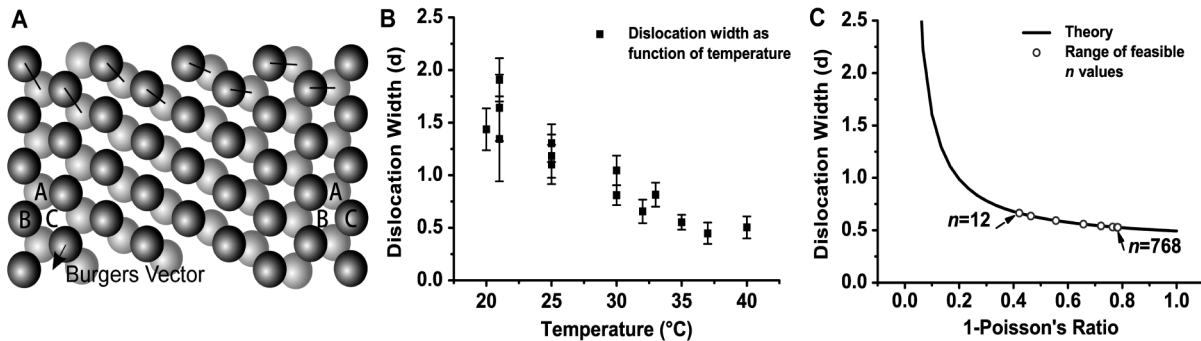 A
A
A
B
C
B
C
Burgers Vector
B
Dislocation Width (d)
2.5
2.0
1.5
1.0
0.5
0.0
Dislocation width as
function of temperature
20
25
30
35
40
Temperature (°C)
C
Dislocation Width (d)
2.5
2.0
1.5
1.0
0.5
0.0
Theory
Range of feasible
n values
n=12
n=768
0.0
0.2
0.4
0.6
0.8
1.0
1-Poisson's Ratio